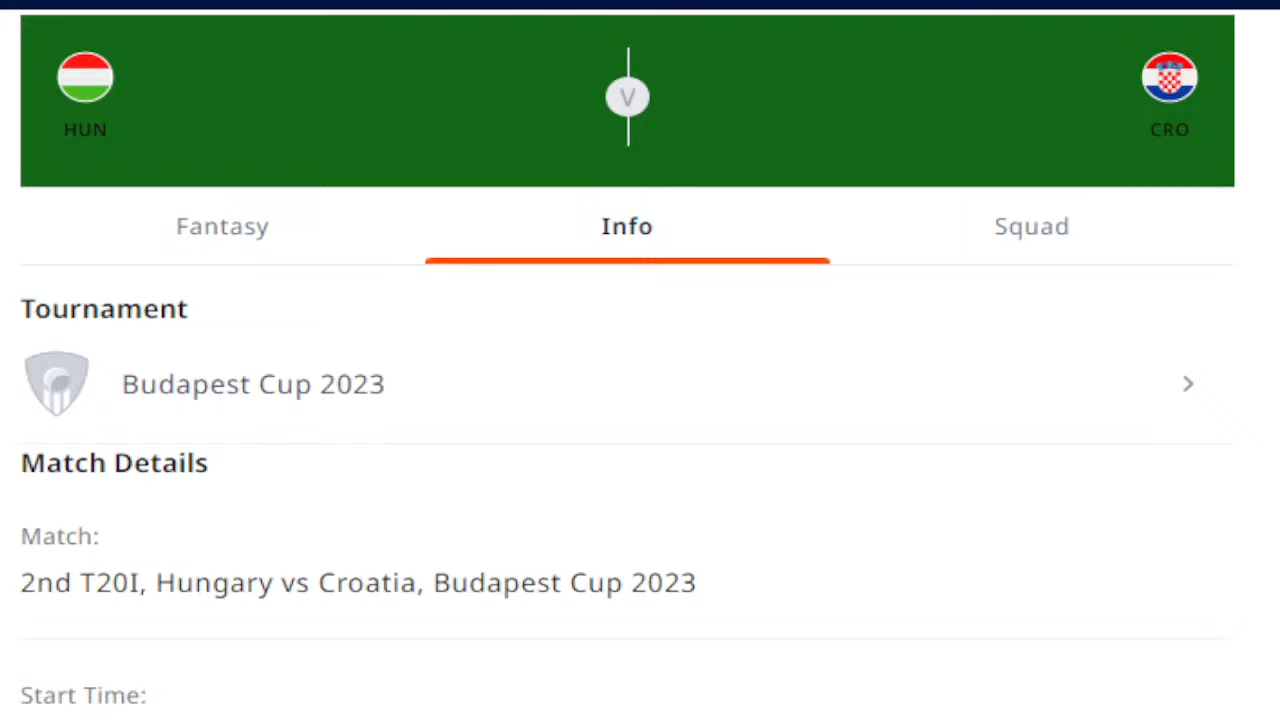 HUN
V
CRO
Fantasy Info Squad
Tournament
Budapest Cup 2023
Match Details
Match:
2nd T20I, Hungary vs Croatia, Budapest Cup 2023
Start Time: